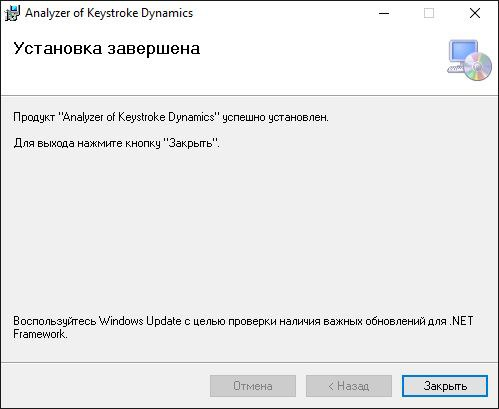 Analyzer of Keystroke Dynamics
Установка завершена
Продукт "Analyzer of Keystroke Dynamics" успешно установлен.
Для выхода нажмите кнопку "Закрыть".
Воспользуйтесь Windows Update с целью проверки наличия важных обновлений для .NET
Framework.
Отмена
< Назад
Закрыть